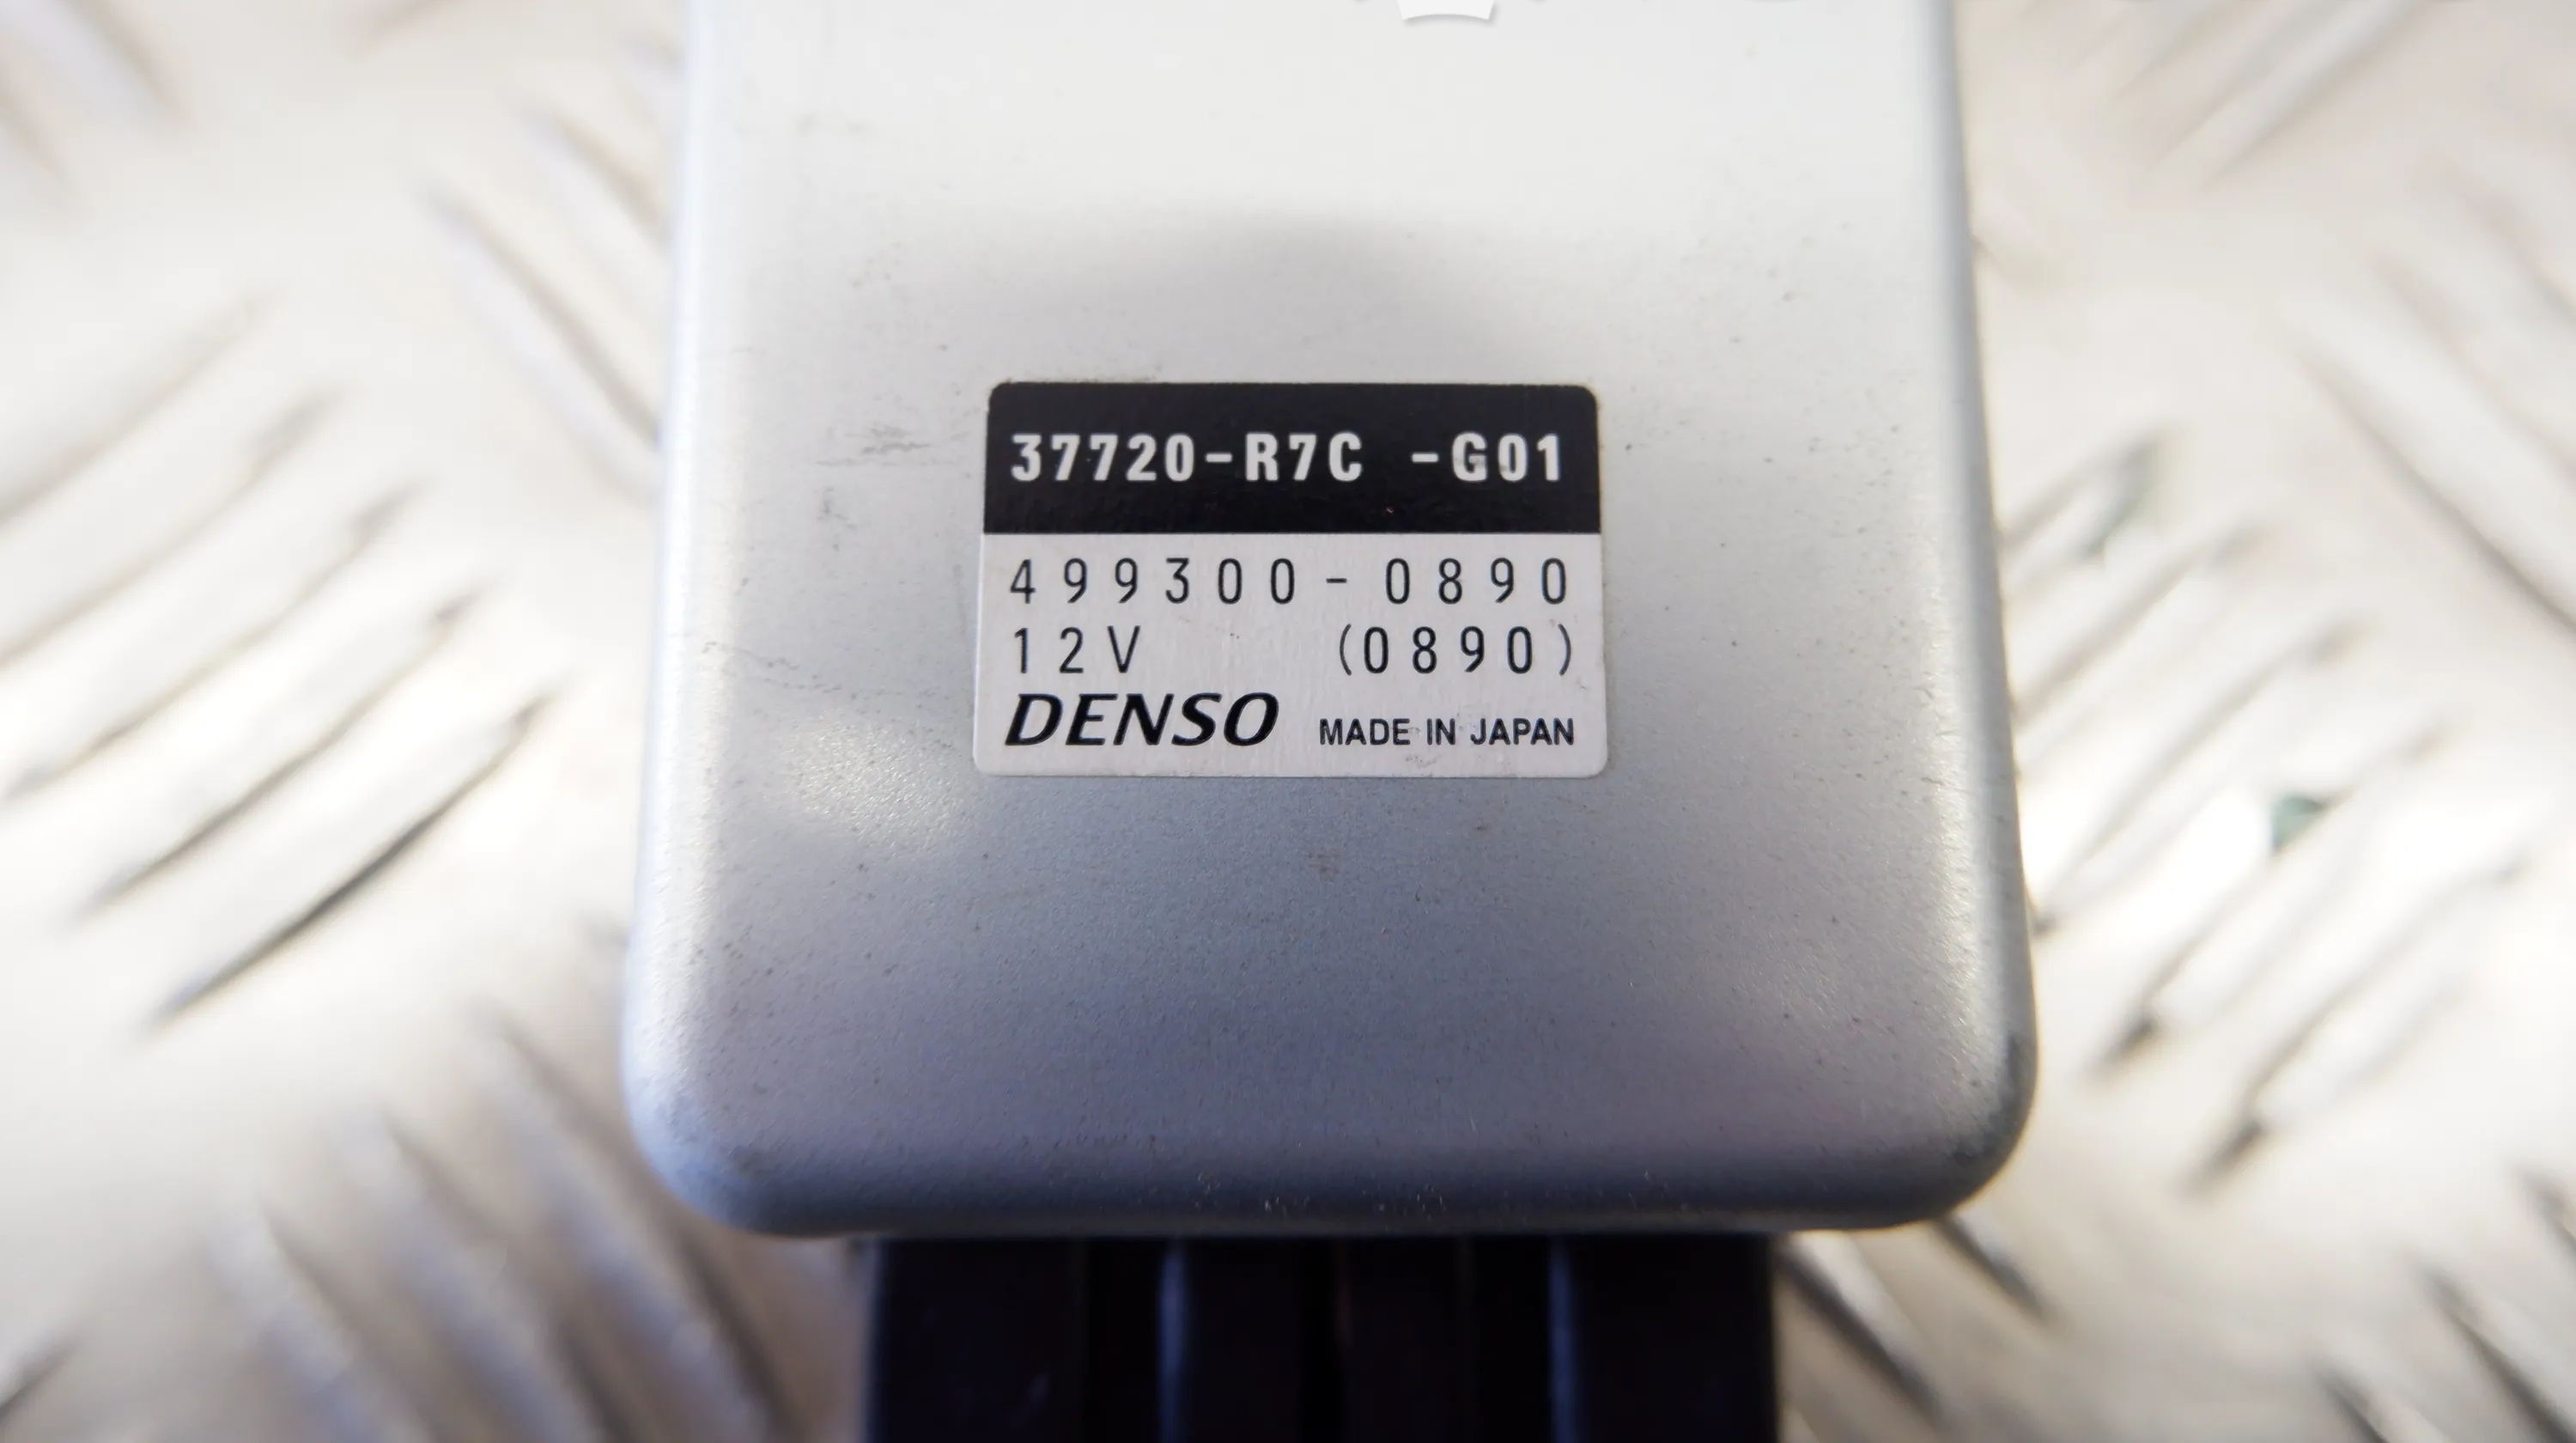 37720-R7C -G01
499300-0890
12V (0890)
DENSO MADE IN JAPAN